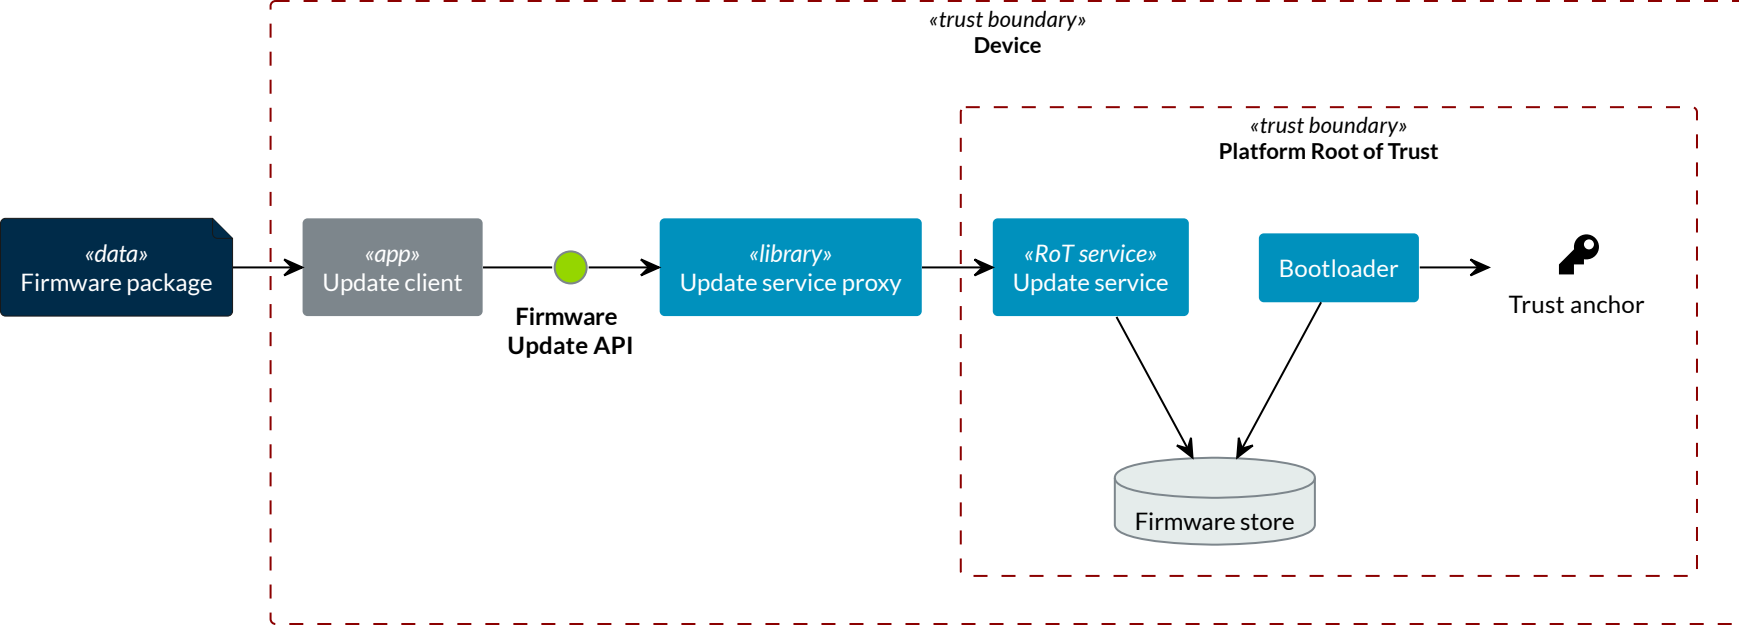 «trust boundary»
Device
«trust boundary»
Platform Root of Trust
«data»
Firmware package
«app»
Update client
Firmware
Update API
«library»
Update service proxy
«RoT service»
Update service
Bootloader
Trust anchor
Firmware store